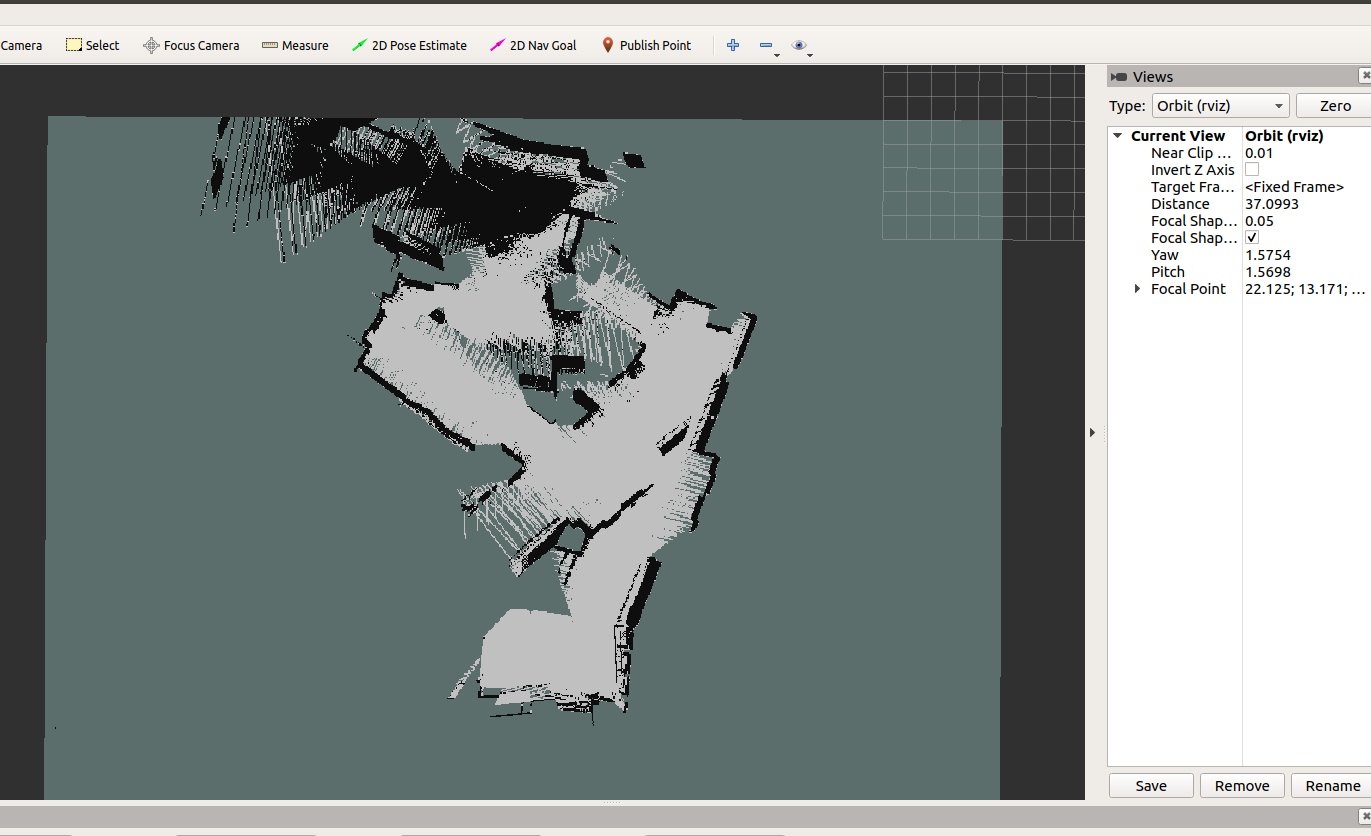 Camera Select Focus Camera Measure 2D Pose Estimate 2D Nav Goal Publish Point
Views
Type: Orbit (rviz) Zero
Current View Orbit (rviz)
Near Clip ... 0.01
Invert Z Axis
Target Fra... <Fixed Frame>
Distance 37.0993
Focal Shap... 0.05
Focal Shap...
Yaw 1.5754
Pitch 1.5698
Focal Point 22.125; 13.171; ...
Save Remove Rename